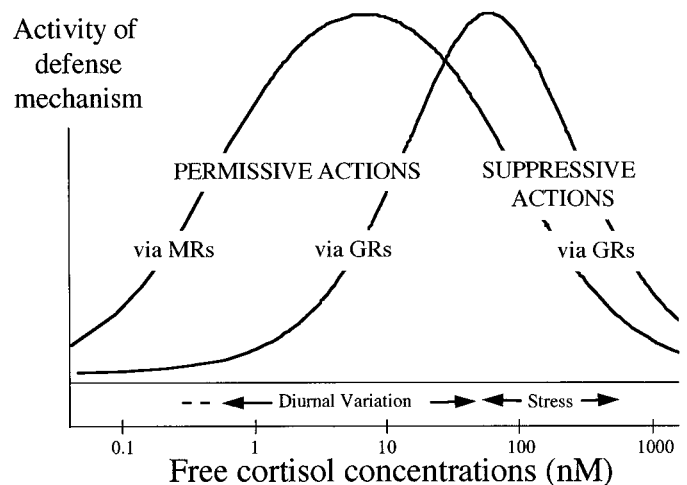 Activity of
defense
mechanism
PERMISSIVE ACTIONS
SUPPRESSIVE
ACTIONS
via MRs
via GRs
via GRs
Diurnal Variation
Stress
0.1
1
10
100
1000
Free cortisol concentrations (nM)